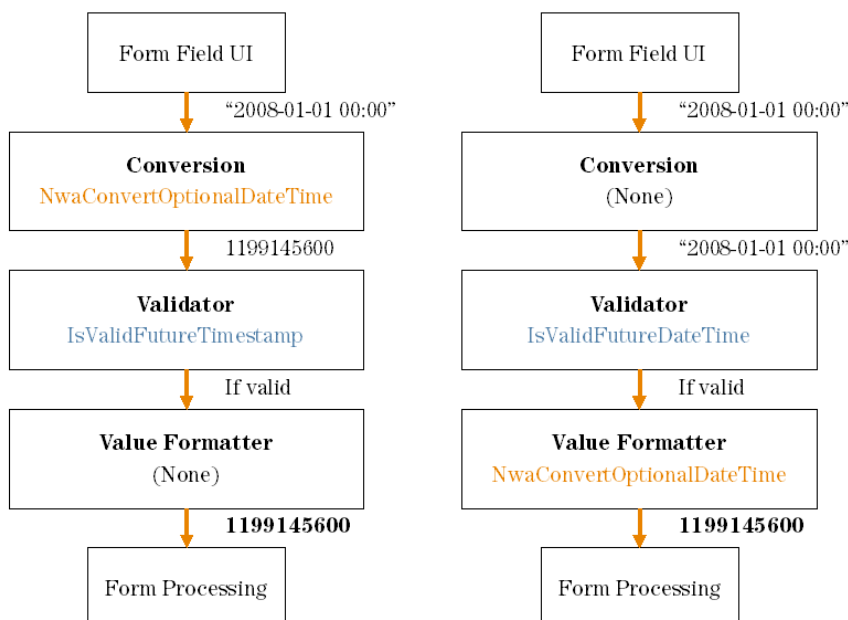 Form Field UI
“2008-01-01 00:00”
Conversion
NwaConvertOptionalDateTime
1199145600
Validator
IsValidFutureTimestamp
If valid
Value Formatter
(None)
1199145600
Form Processing
Form Field UI
“2008-01-01 00:00”
Conversion
(None)
“2008-01-01 00:00”
Validator
IsValidFutureDateTime
If valid
Value Formatter
NwaConvertOptionalDateTime
1199145600
Form Processing